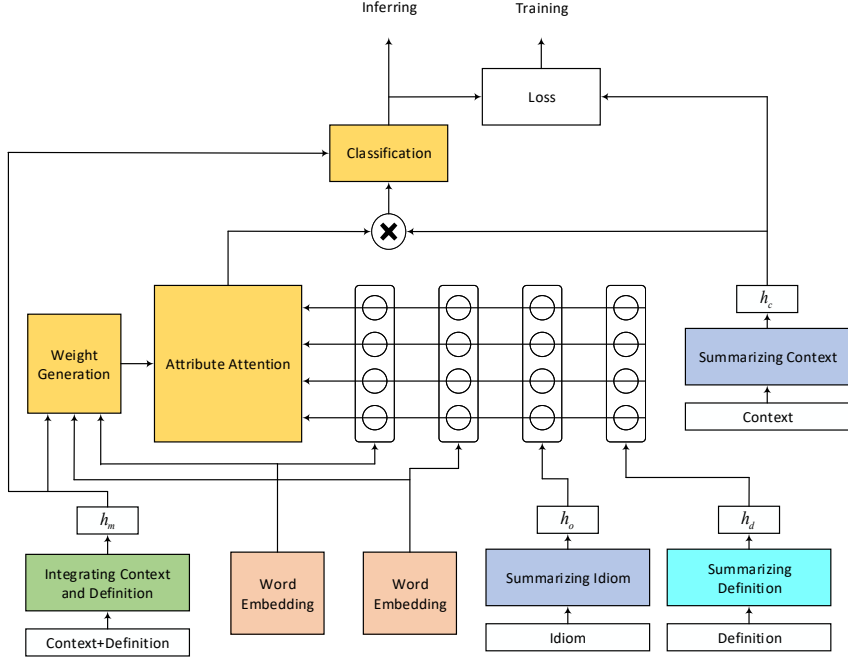 Inferring
Training
Loss
Classification
h_c
Weight
Generation
Attribute Attention
Summarizing Context
Context
h_m
h_o
h_d
Integrating Context
and Definition
Word
Embedding
Word
Embedding
Summarizing Idiom
Summarizing
Definition
Context+Definition
Idiom
Definition